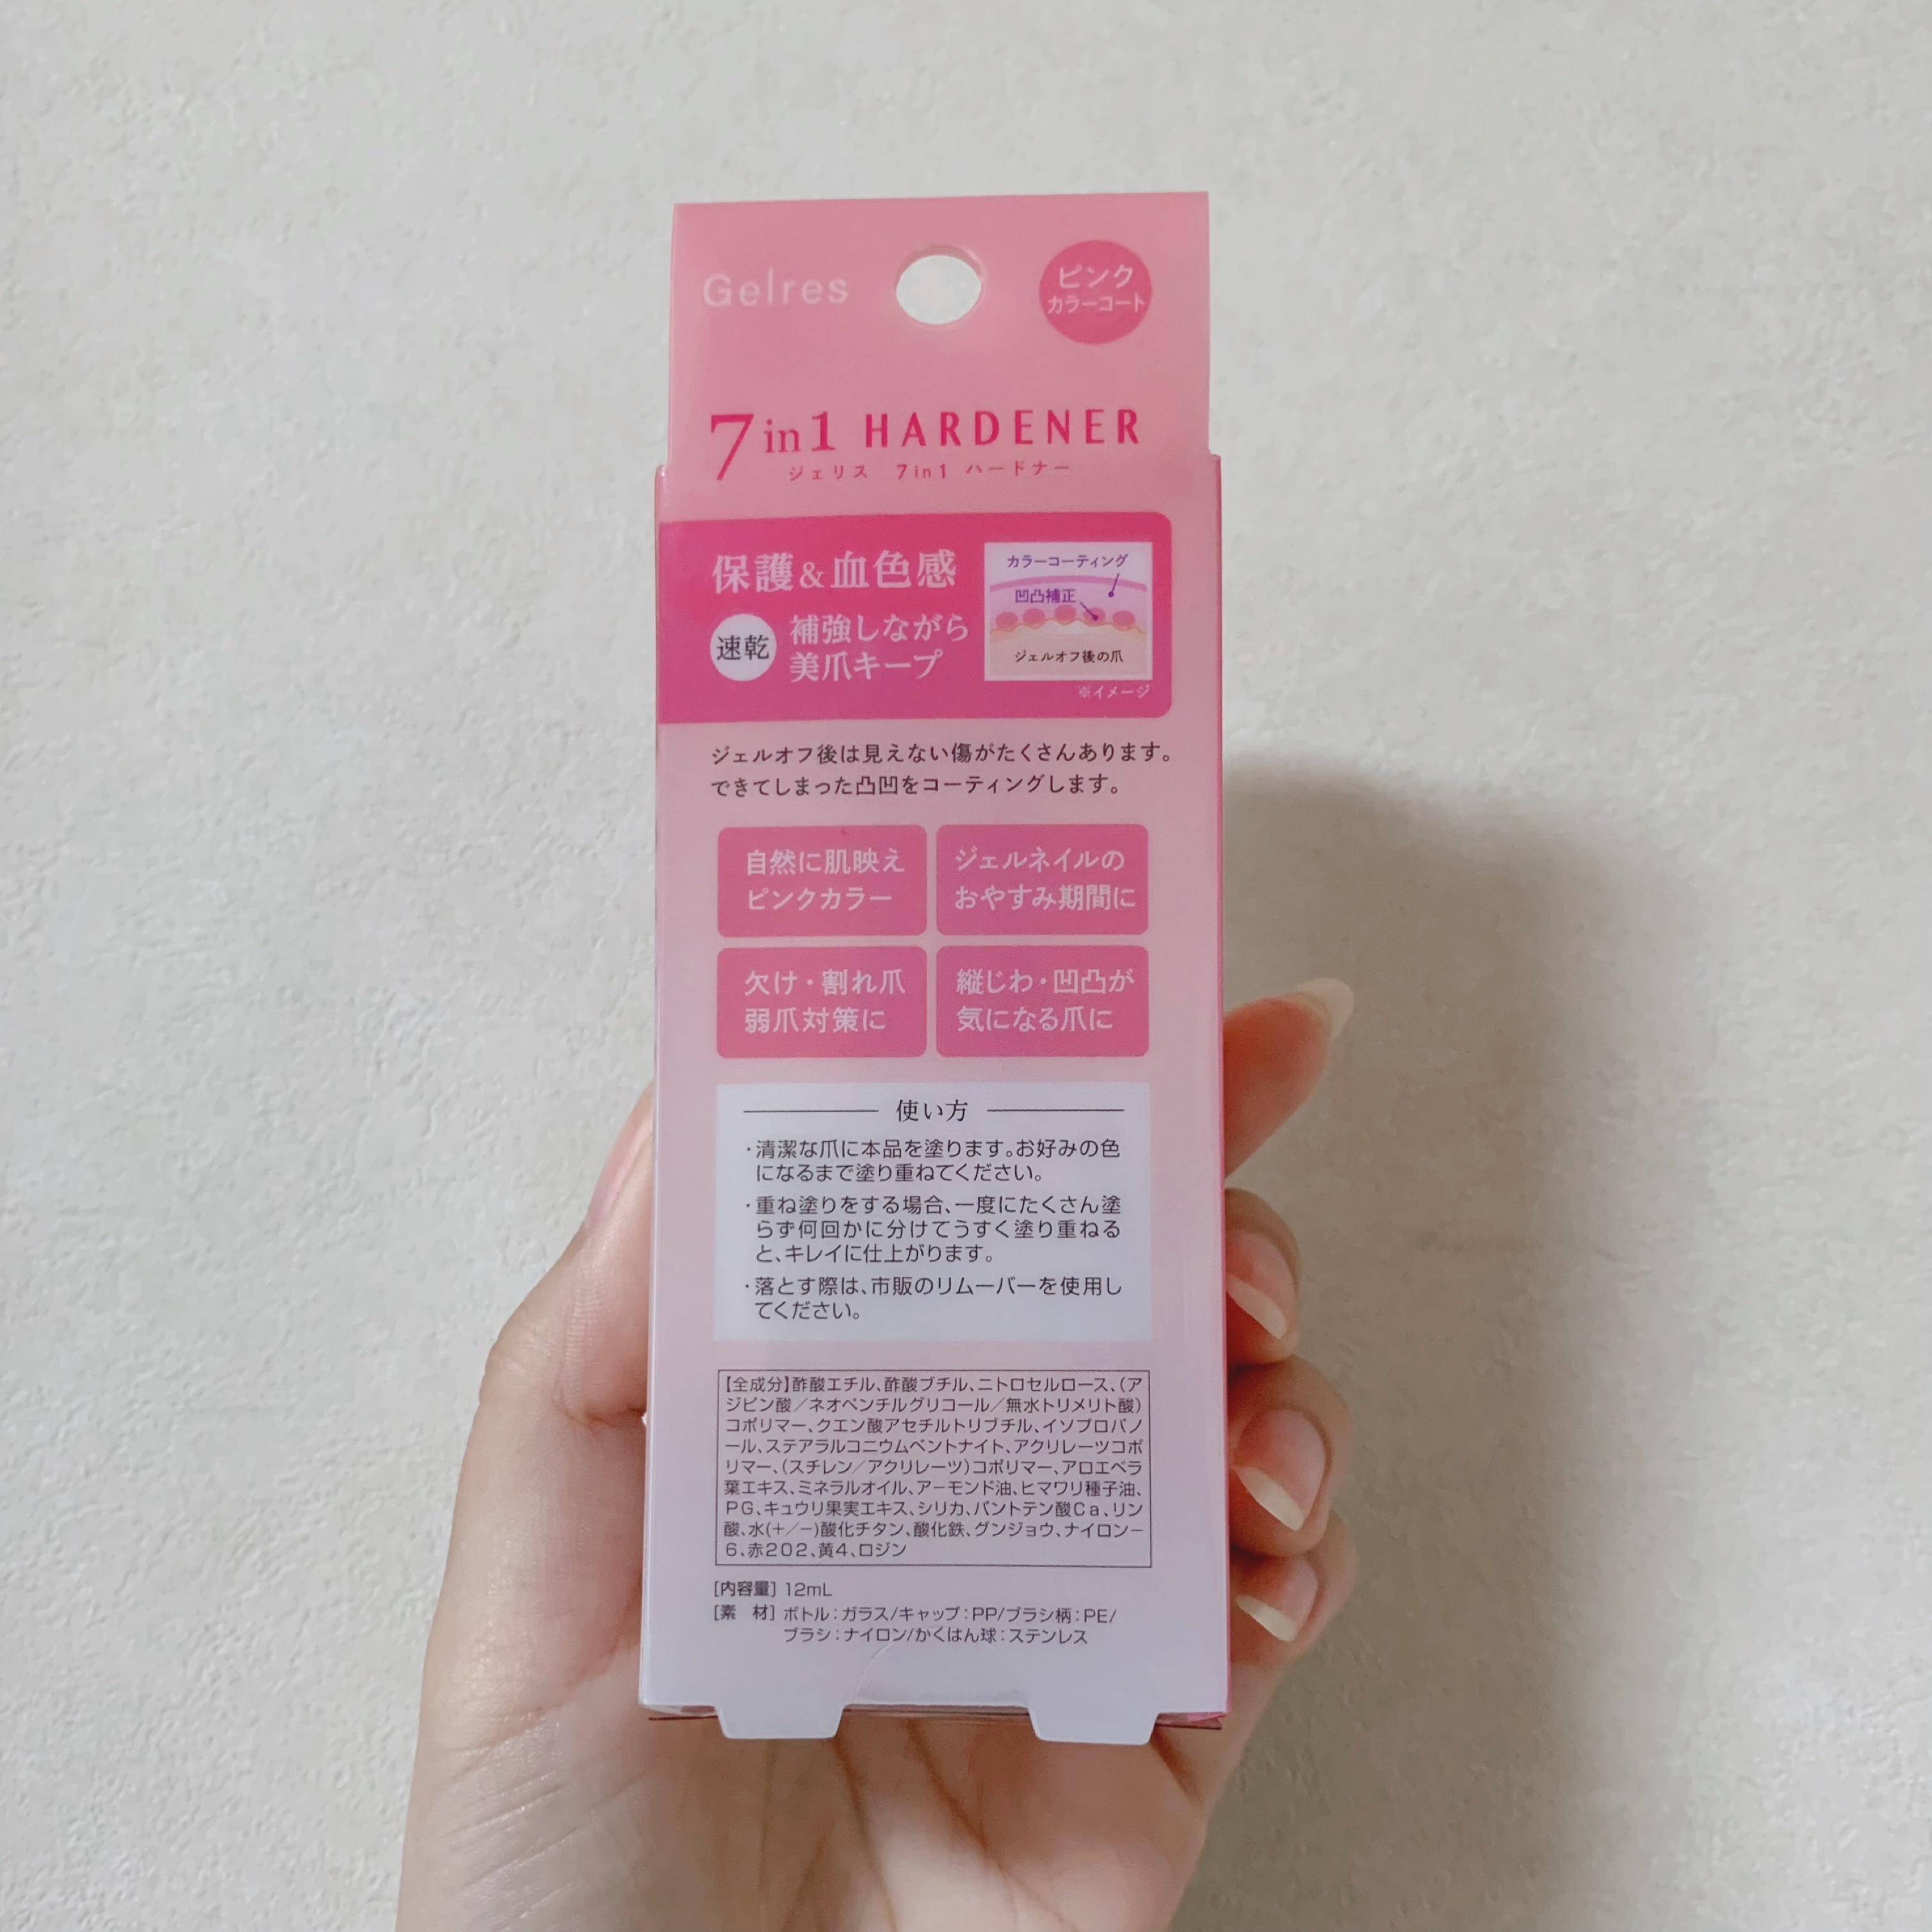 Gelres
ピンク
カラーコート
7in1 HARDENER
ジェリス 7in1 ハードナー
保護&血色感
速乾
補強しながら
美爪キープ
カラーコーティング
凹凸補正
ジェルオフ後の爪
※イメージ
ジェルオフ後は見えない傷がたくさんあります。
できてしまった凸凹をコーティングします。
自然に肌映え
ピンクカラー
ジェルネイルの
おやすみ期間に
欠け・割れ爪
弱爪対策に
縦じわ・凹凸が
気になる爪に
使い方
・清潔な爪に本品を塗ります。お好みの色
になるまで塗り重ねてください。
・重ね塗りをする場合、一度にたくさん塗
らず何回かに分けてうすく塗り重ねる
と、キレイに仕上がります。
・落とす際は、市販のリムーバーを使用し
てください。
【全成分】酢酸エチル、酢酸ブチル、ニトロセルロース、(ア
ジピン酸/ネオペンチルグリコール/無水トリメリト酸)
コポリマー、クエン酸アセチルトリブチル、イソプロパノ
ール、ステアラルコニウムベントナイト、アクリレーツコポ
リマー、(スチレン/アクリレーツ)コポリマー、アロエベラ
葉エキス、ミネラルオイル、アーモンド油、ヒマワリ種子油、
PG、キュウリ果実エキス、シリカ、パントテン酸Ca、リン
酸、水(+/−)酸化チタン、酸化鉄、グンジョウ、ナイロン−
6、赤202、黄4、ロジン
[内容量] 12mL
[素 材] ボトル:ガラス/キャップ:PP/ブラシ柄:PE/
ブラシ:ナイロン/かくはん球:ステンレス